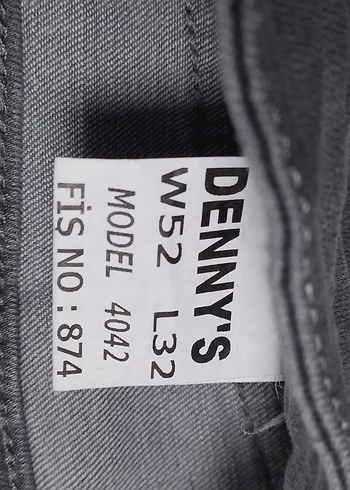 DENNY'S
W52 L32
MODEL 4042
FİS NO : 874